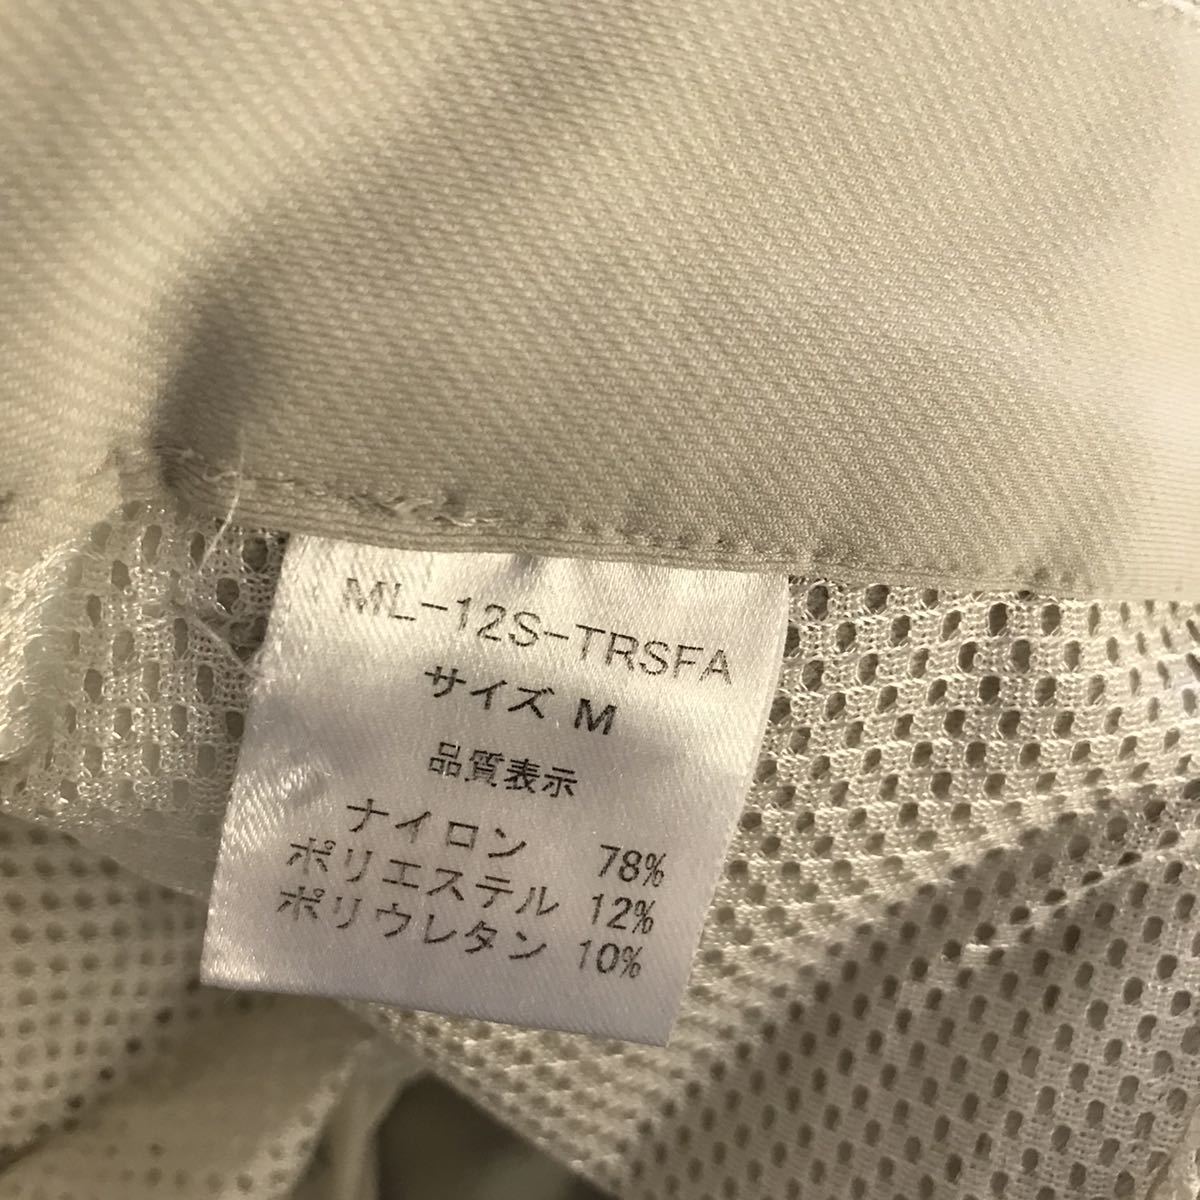 ML-12S-TRSFA
サイズ M
品質表示
ナイロン 78%
ポリエステル 12%
ポリウレタン 10%